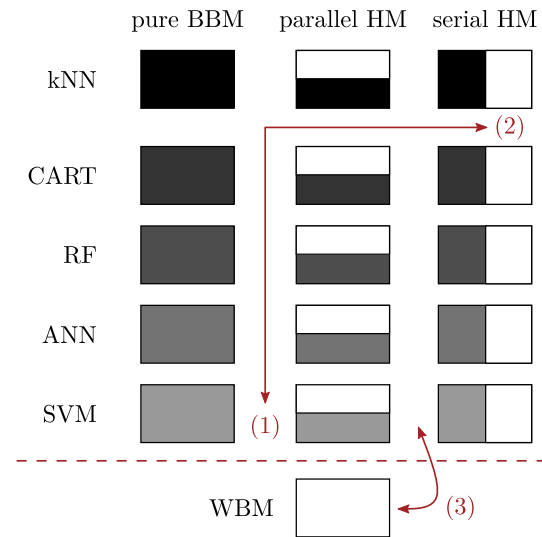 pure BBM parallel HM serial HM
kNN
(2)
CART
RF
ANN
SVM
(1)
WBM
(3)